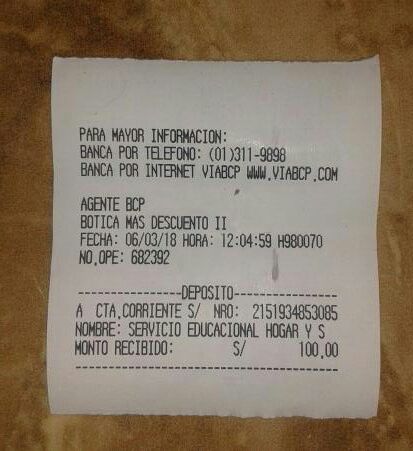 PARA MAYOR INFORMACION:
BANCA POR TELEFONO: (01)311-9898
BANCA POR INTERNET VIABCP WWW.VIABCP.COM
AGENTE BCP
BOTICA MAS DESCUENTO II
FECHA: 06/03/18 HORA: 12:04:59 H980070
NO.OPE: 682392
---------------DEPOSITO---------------
A CTA.CORRIENTE S/ NRO: 2151934853085
NOMBRE: SERVICIO EDUCACIONAL HOGAR Y S
MONTO RECIBIDO: S/ 100.00
--------------------------------------